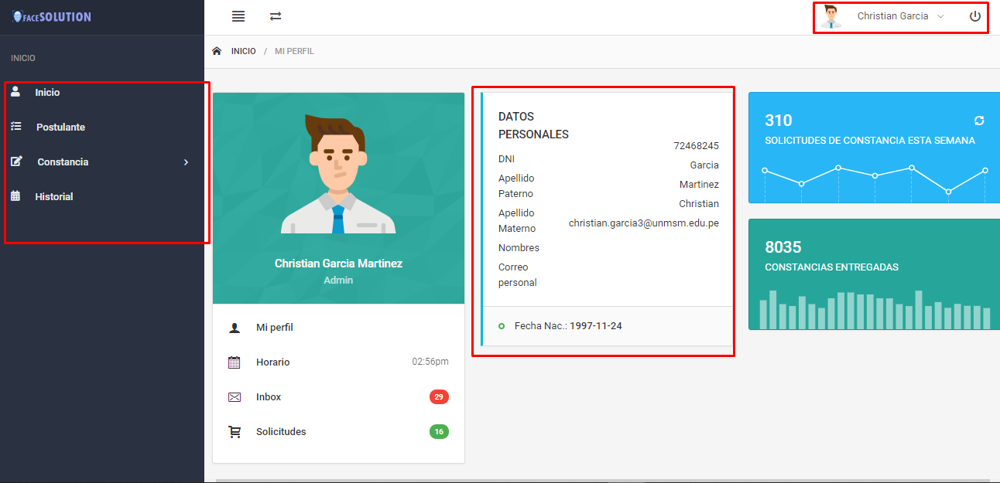 FACESOLUTION
Christian Garcia
INICIO
INICIO / MI PERFIL
Inicio
Postulante
Constancia
Historial
Christian Garcia Martinez
Admin
Mi perfil
Horario 02:56pm
Inbox 29
Solicitudes 16
DATOS
PERSONALES
DNI
Apellido
Paterno
Apellido
Materno
Nombres
Correo
personal
72468245
Garcia
Martinez
Christian
christian.garcia3@unmsm.edu.pe
Fecha Nac.: 1997-11-24
310
SOLICITUDES DE CONSTANCIA ESTA SEMANA
8035
CONSTANCIAS ENTREGADAS